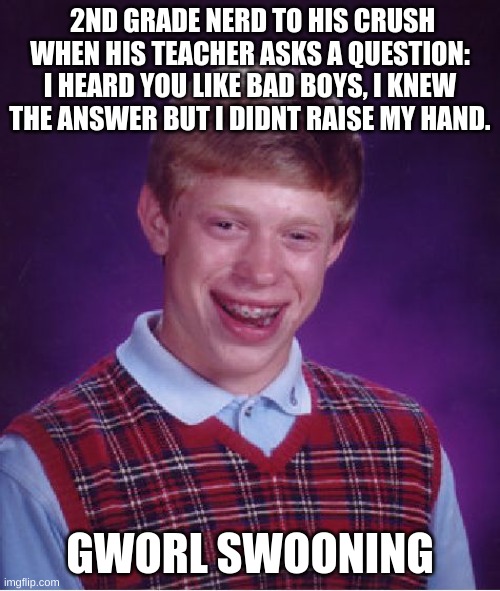 2ND GRADE NERD TO HIS CRUSH
WHEN HIS TEACHER ASKS A QUESTION:
I HEARD YOU LIKE BAD BOYS, I KNEW
THE ANSWER BUT I DIDNT RAISE MY HAND.
GWORL SWOONING
imgflip.com